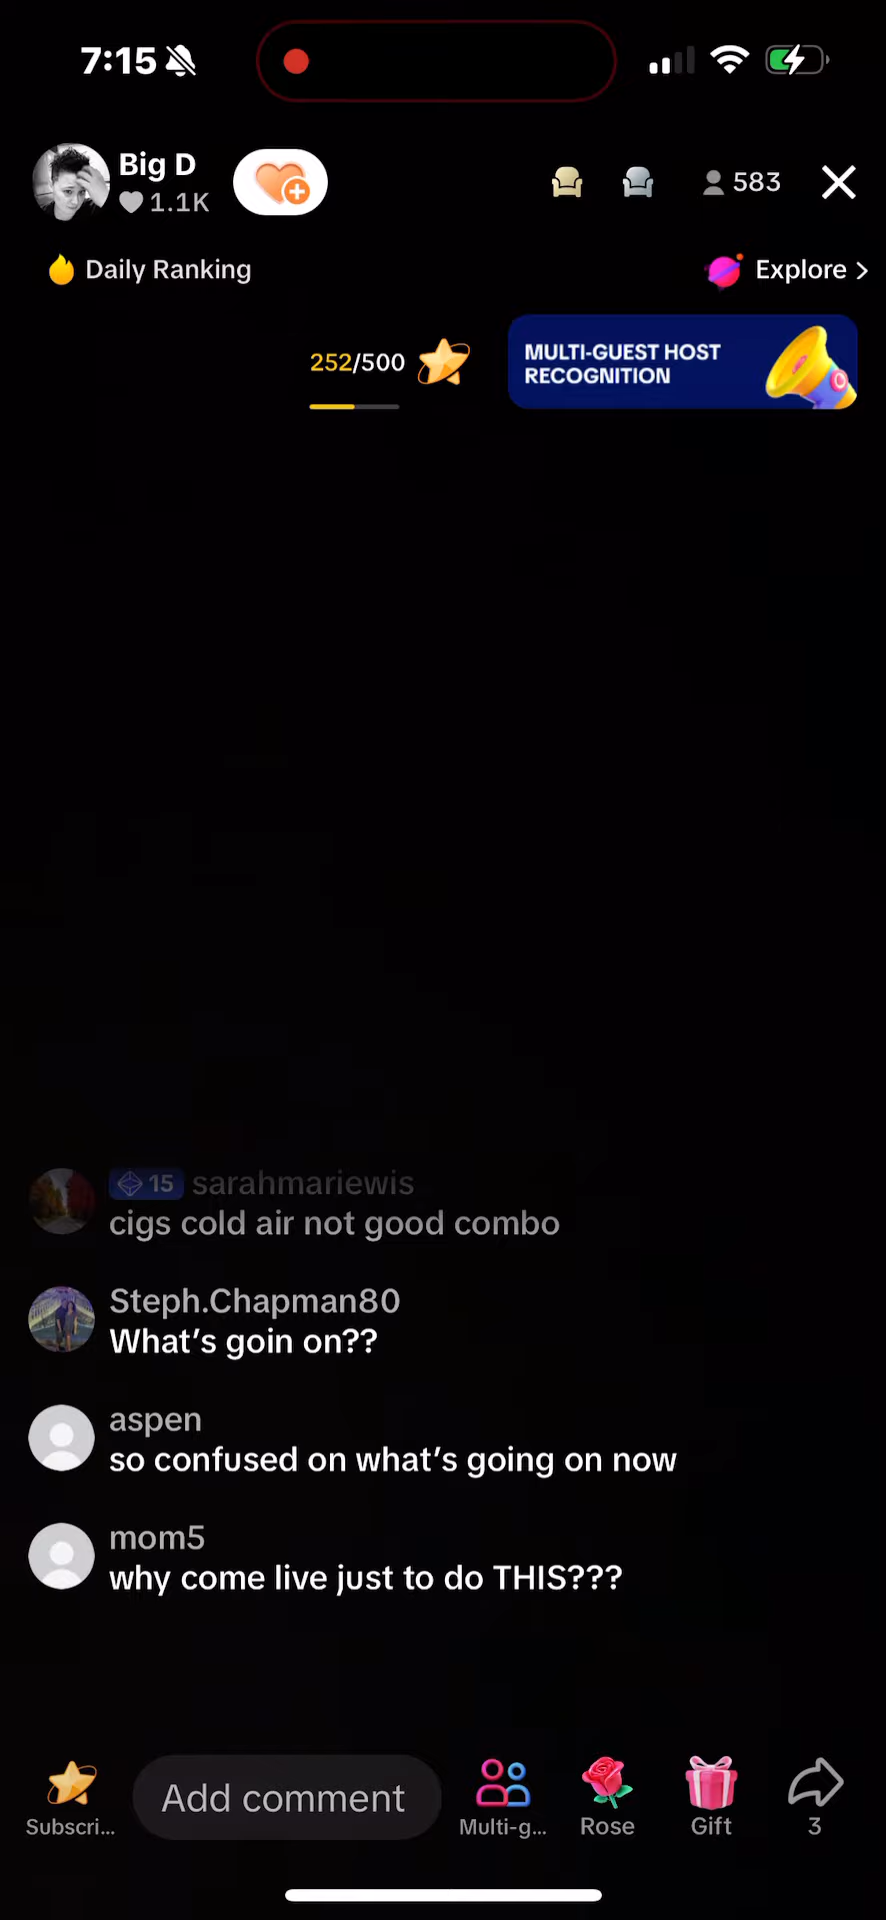 7:15
Big D
1.1K
583
Daily Ranking
Explore >
252/500
MULTI-GUEST HOST
RECOGNITION
15 sarahmariewis
cigs cold air not good combo
Steph.Chapman80
What's goin on??
aspen
so confused on what's going on now
mom5
why come live just to do THIS???
Add comment
Subscri...
Multi-g...
Rose
Gift
3